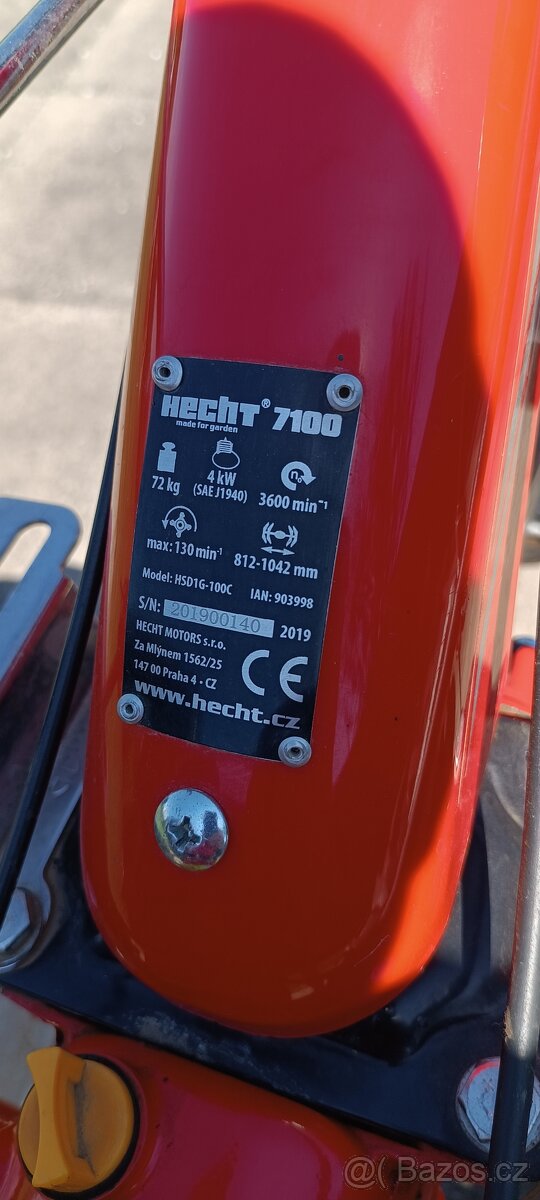 HECHT® 7100
made for garden
72 kg
4 kW
(SAE J1940)
n₀
3600 min⁻¹
max: 130 min⁻¹
812-1042 mm
Model: HSD1G-100C IAN: 903998
S/N: 201900140 2019
HECHT MOTORS s.r.o.
Za Mlýnem 1562/25
147 00 Praha 4 • CZ
CE
www.hecht.cz
@( Bazos.cz